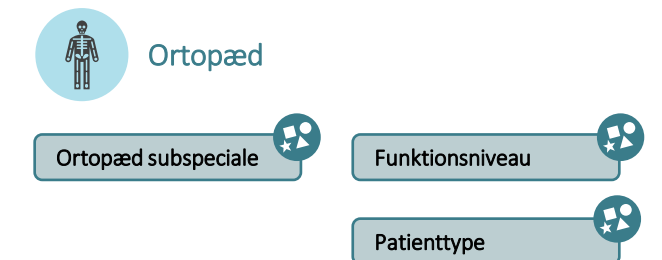 Ortopæd
Ortopæd subspeciale
Funktionsniveau
Patienttype